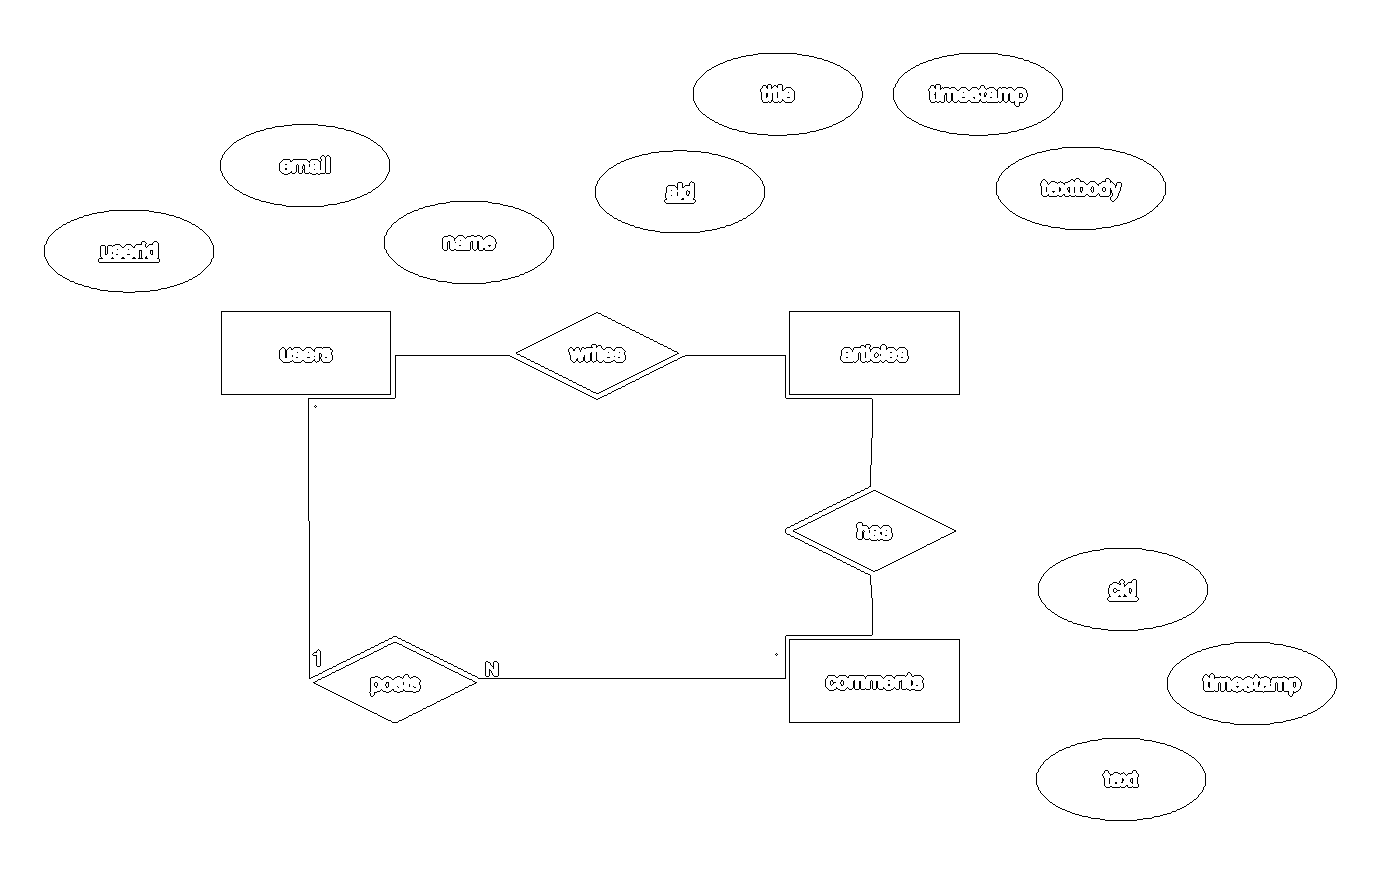 title
timestamp
email
aid
textbody
userid
name
users
writes
articles
has
cid
1
N
posts
comments
timestamp
text